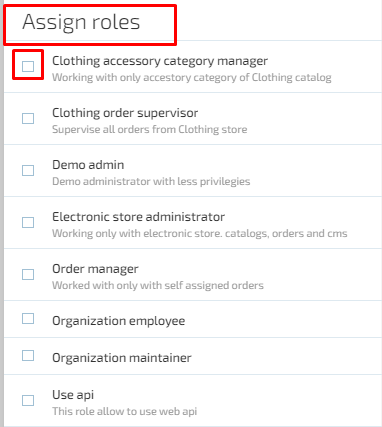 Assign roles
Clothing accessory category manager
Working with only accestory category of Clothing catalog
Clothing order supervisor
Supervise all orders from Clothing store
Demo admin
Demo administrator with less privilegies
Electronic store administrator
Working only with electronic store. catalogs, orders and cms
Order manager
Worked with only with self assigned orders
Organization employee
Organization maintainer
Use api
This role allow to use web api